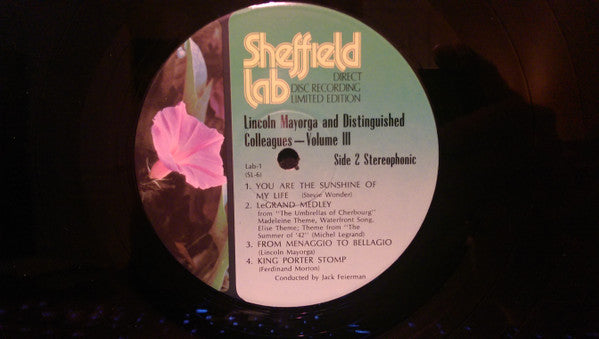 Sheffield
Lab
DIRECT
DISC RECORDING
LIMITED EDITION
Lincoln Mayorga and Distinguished
Colleagues—Volume III
Side 2 Stereophonic
Lab-1
(SL-6)
1. YOU ARE THE SUNSHINE OF
MY LIFE (Stevie Wonder)
2. LeGRAND MEDLEY
from "The Umbrellas of Cherbourg"
Madeleine Theme, Waterfront Song,
Elise Theme; Theme from "The
Summer of '42" (Michel Legrand)
3. FROM MENAGGIO TO BELLAGIO
(Lincoln Mayorga)
4. KING PORTER STOMP
(Ferdinand Morton)
Conducted by Jack Feierman